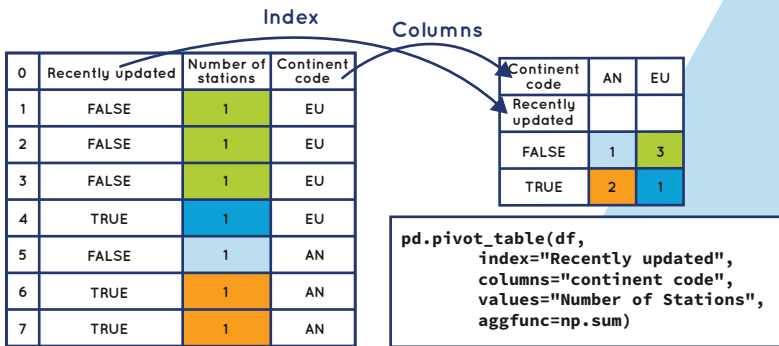 Index
Columns
0 Recently updated Number of stations Continent code
1 FALSE 1 EU
2 FALSE 1 EU
3 FALSE 1 EU
4 TRUE 1 EU
5 FALSE 1 AN
6 TRUE 1 AN
7 TRUE 1 AN
Continent code AN EU
Recently updated
FALSE 1 3
TRUE 2 1
pd.pivot_table(df,
index="Recently updated",
columns="continent code",
values="Number of Stations",
aggfunc=np.sum)